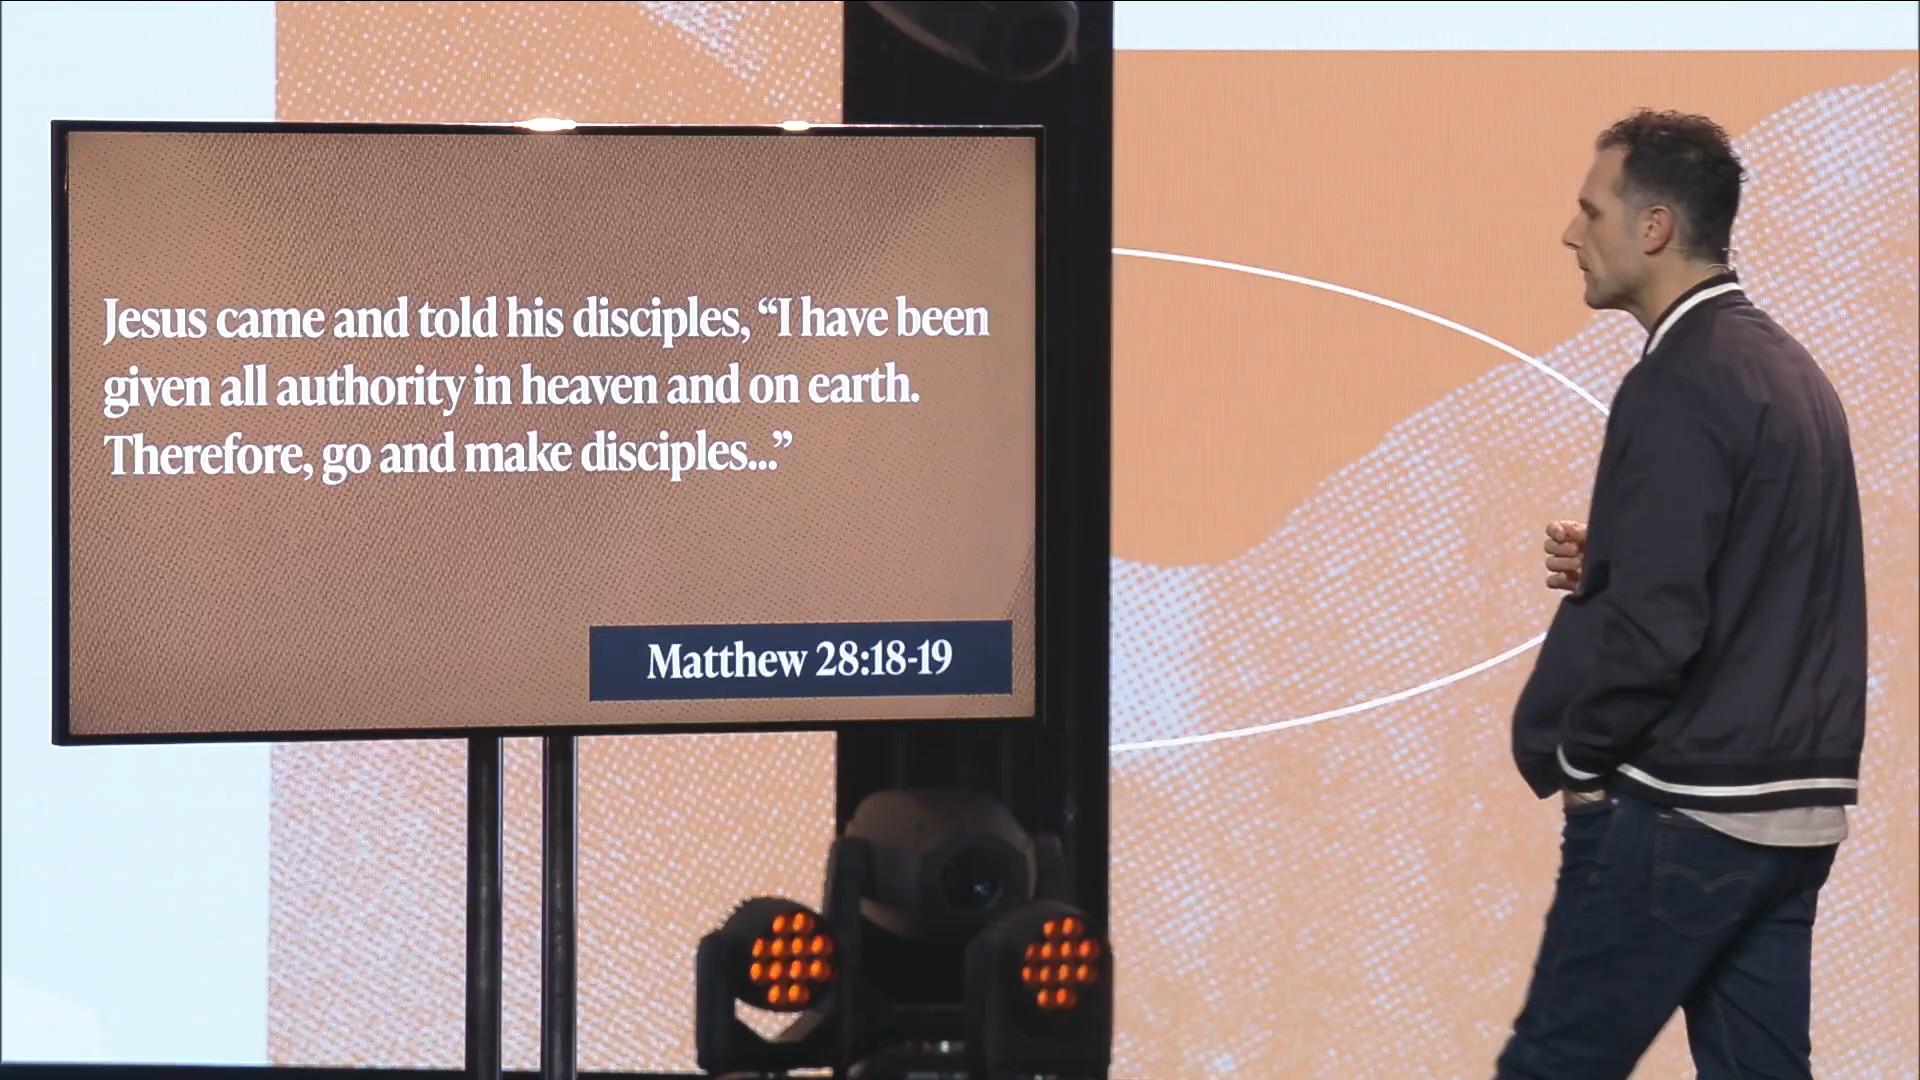 Jesus came and told his disciples, “I have been
given all authority in heaven and on earth.
Therefore, go and make disciples...”
Matthew 28:18-19